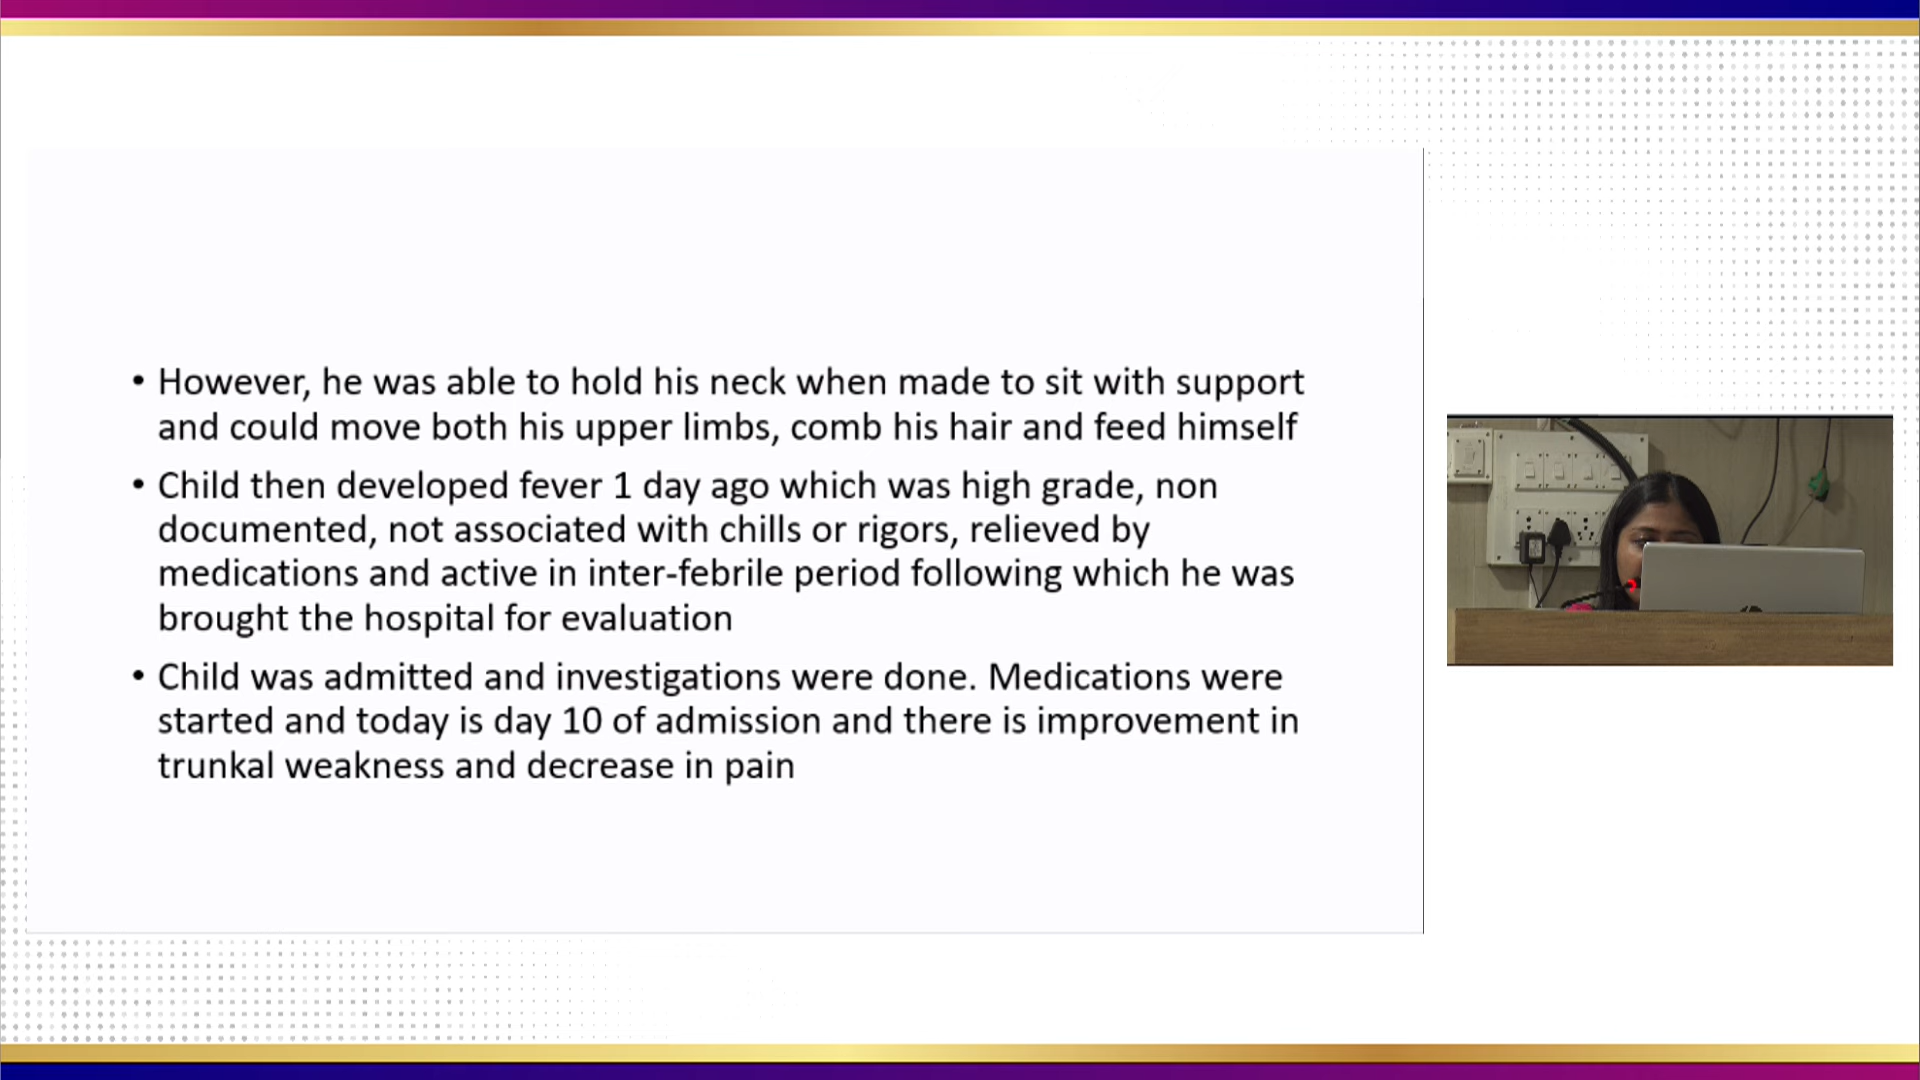 • However, he was able to hold his neck when made to sit with support
and could move both his upper limbs, comb his hair and feed himself
• Child then developed fever 1 day ago which was high grade, non
documented, not associated with chills or rigors, relieved by
medications and active in inter-febrile period following which he was
brought the hospital for evaluation
• Child was admitted and investigations were done. Medications were
started and today is day 10 of admission and there is improvement in
trunkal weakness and decrease in pain